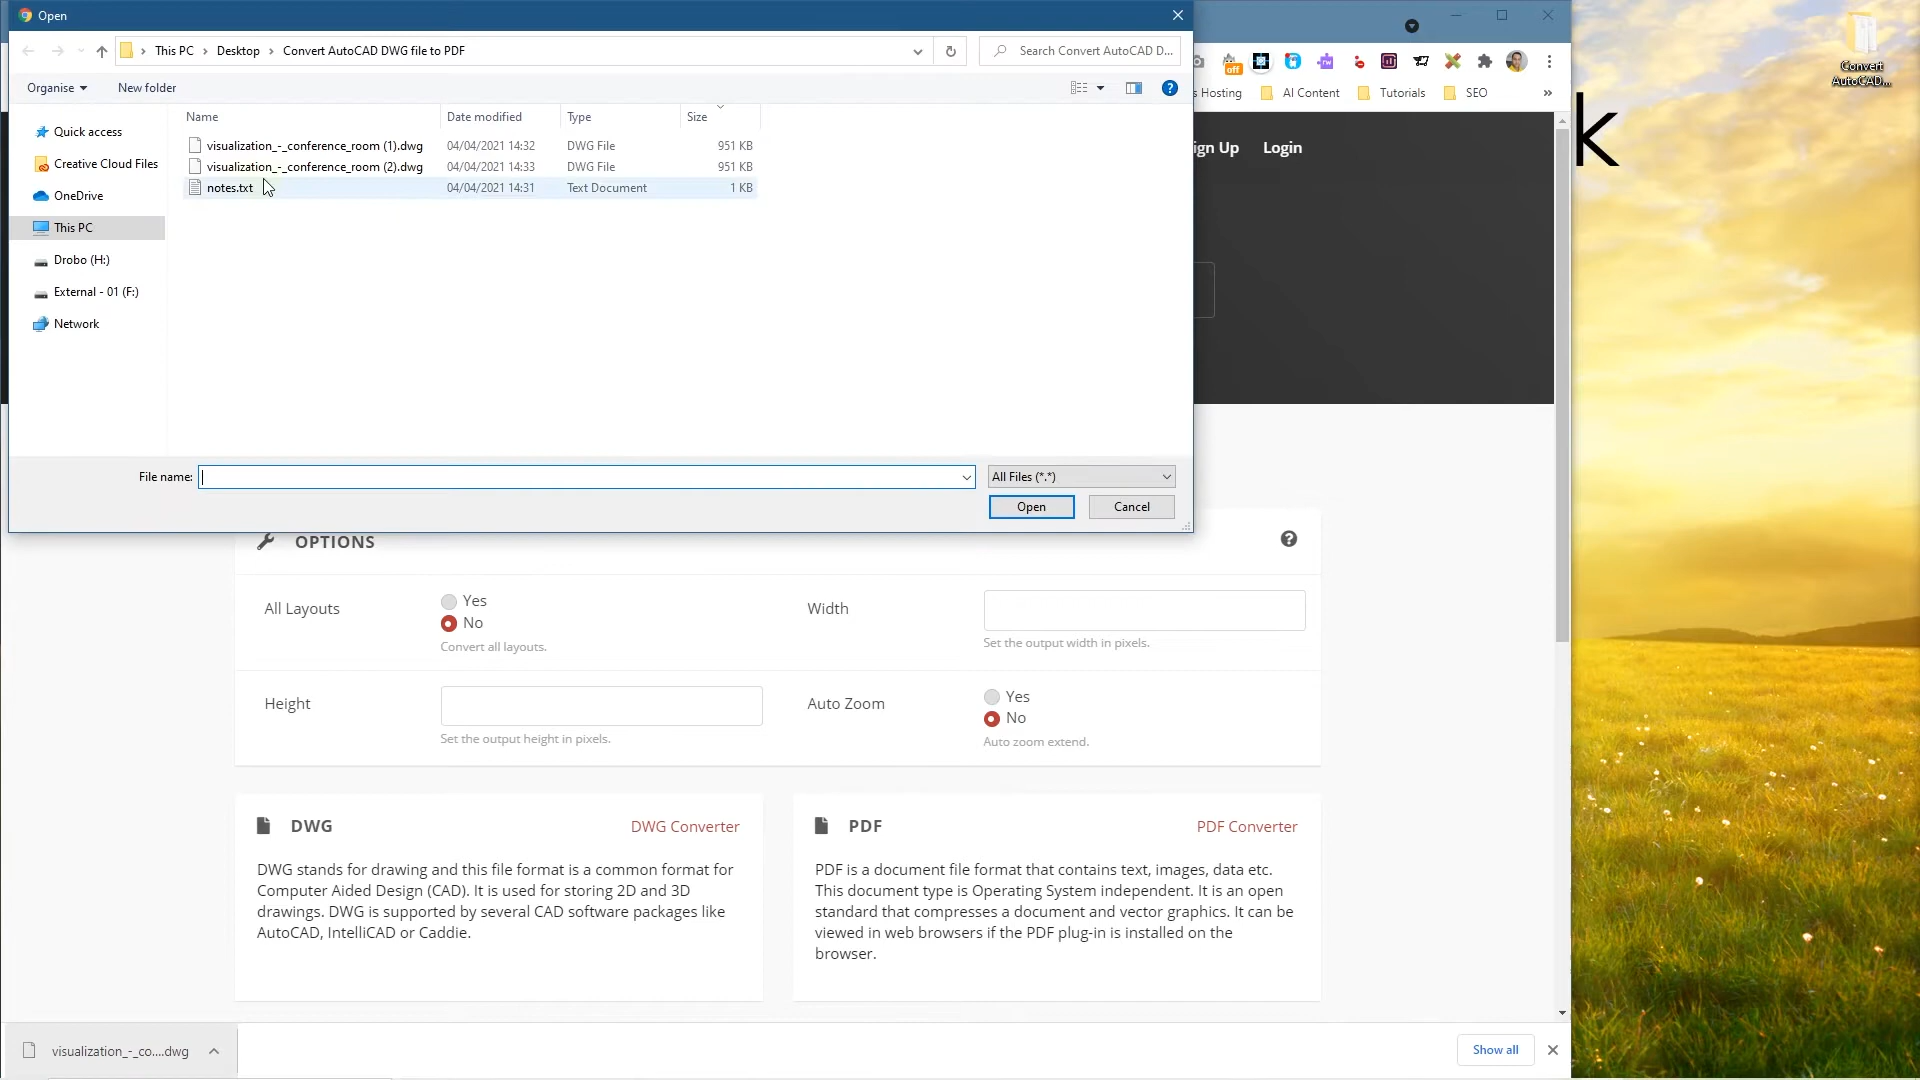 Open
This PC > Desktop > Convert AutoCAD DWG file to PDF
Search Convert AutoCAD D...
Organise
New folder
Quick access
Creative Cloud Files
OneDrive
This PC
Drobo (H:)
External - 01 (F:)
Network
Name Date modified Type Size
visualization_-_conference_room (1).dwg 04/04/2021 14:32 DWG File 951 KB
visualization_-_conference_room (2).dwg 04/04/2021 14:33 DWG File 951 KB
notes.txt 04/04/2021 14:31 Text Document 1 KB
File name:
All Files (*.*)
Open
Cancel
off
s Hosting
AI Content
Tutorials
SEO
»
ign Up
Login
k
Convert
AutoCAD...
OPTIONS
All Layouts
Yes
No
Convert all layouts.
Width
Set the output width in pixels.
Height
Set the output height in pixels.
Auto Zoom
Yes
No
Auto zoom extend.
DWG
DWG Converter
DWG stands for drawing and this file format is a common format for
Computer Aided Design (CAD). It is used for storing 2D and 3D
drawings. DWG is supported by several CAD software packages like
AutoCAD, IntelliCAD or Caddie.
PDF
PDF Converter
PDF is a document file format that contains text, images, data etc.
This document type is Operating System independent. It is an open
standard that compresses a document and vector graphics. It can be
viewed in web browsers if the PDF plug-in is installed on the
browser.
visualization_-_co....dwg
Show all